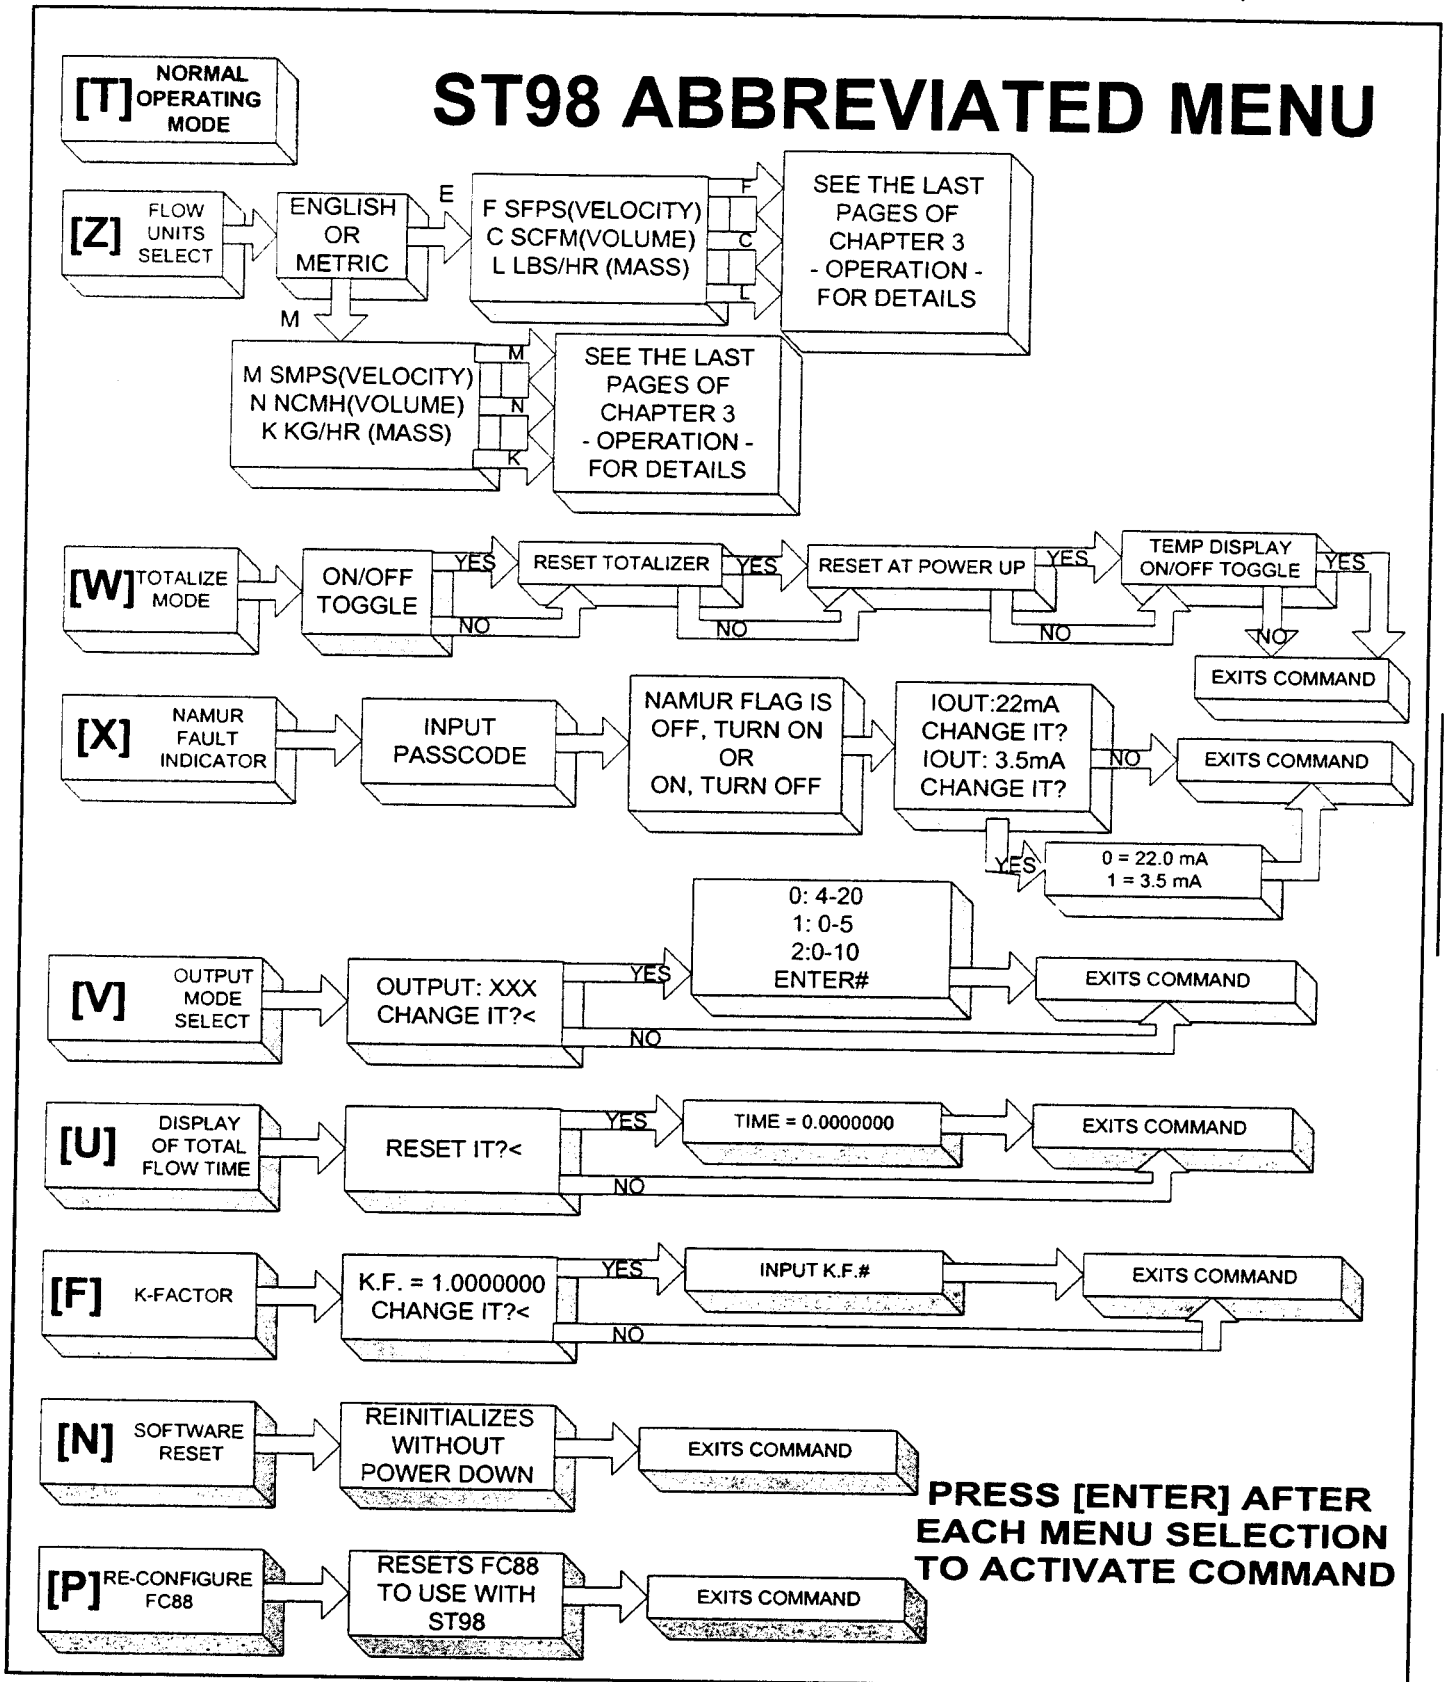 ST98 ABBREVIATED MENU
[T] NORMAL
OPERATING
MODE
[Z] FLOW
UNITS
SELECT
ENGLISH
OR
METRIC
E
F SFPS(VELOCITY)
C SCFM(VOLUME)
L LBS/HR (MASS)
F
C
L
SEE THE LAST
PAGES OF
CHAPTER 3
- OPERATION -
FOR DETAILS
M
M SMPS(VELOCITY)
N NCMH(VOLUME)
K KG/HR (MASS)
M
N
K
SEE THE LAST
PAGES OF
CHAPTER 3
- OPERATION -
FOR DETAILS
[W] TOTALIZE
MODE
ON/OFF
TOGGLE
YES
NO
RESET TOTALIZER
YES
NO
RESET AT POWER UP
YES
NO
TEMP DISPLAY
ON/OFF TOGGLE
YES
NO
EXITS COMMAND
[X] NAMUR
FAULT
INDICATOR
INPUT
PASSCODE
NAMUR FLAG IS
OFF, TURN ON
OR
ON, TURN OFF
IOUT:22mA
CHANGE IT?
IOUT: 3.5mA
CHANGE IT?
NO
EXITS COMMAND
YES
0 = 22.0 mA
1 = 3.5 mA
[V] OUTPUT
MODE
SELECT
OUTPUT: XXX
CHANGE IT?<
YES
0: 4-20
1: 0-5
2:0-10
ENTER#
EXITS COMMAND
NO
[U] DISPLAY
OF TOTAL
FLOW TIME
RESET IT?<
YES
TIME = 0.0000000
EXITS COMMAND
NO
[F] K-FACTOR
K.F. = 1.0000000
CHANGE IT?<
YES
INPUT K.F.#
EXITS COMMAND
NO
[N] SOFTWARE
RESET
REINITIALIZES
WITHOUT
POWER DOWN
EXITS COMMAND
[P] RE-CONFIGURE
FC88
RESETS FC88
TO USE WITH
ST98
EXITS COMMAND
PRESS [ENTER] AFTER
EACH MENU SELECTION
TO ACTIVATE COMMAND